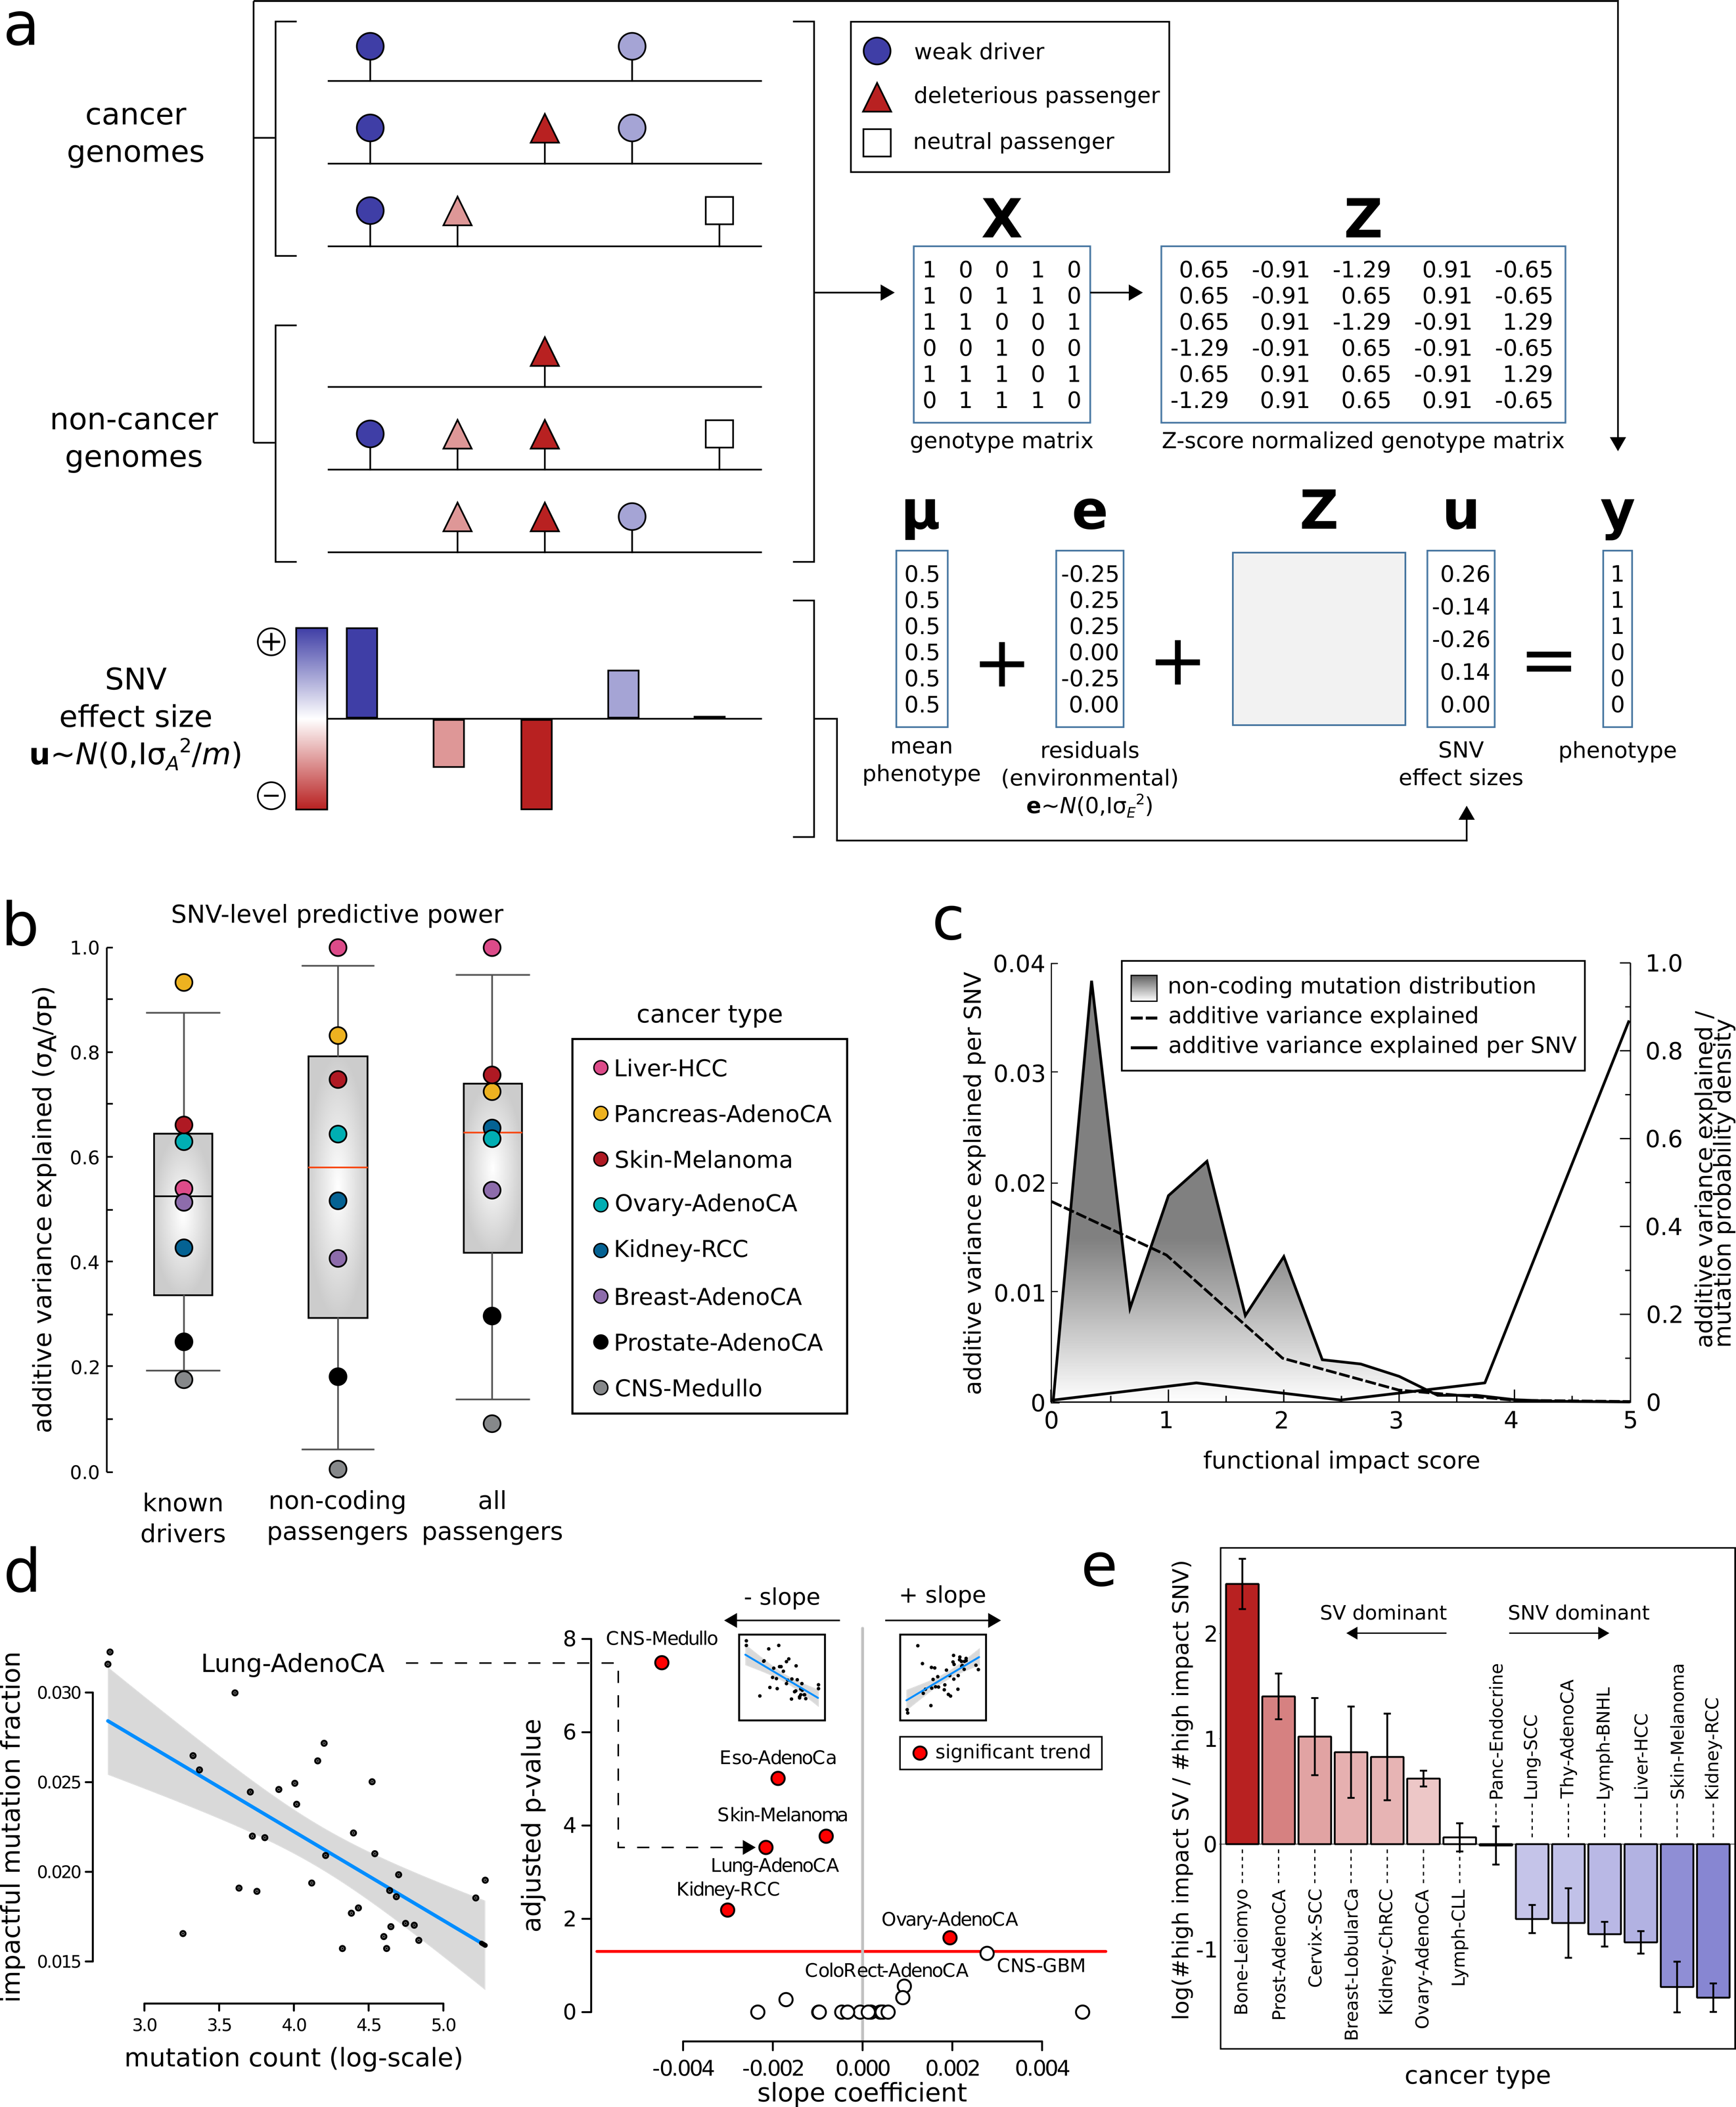 a
cancer
genomes
non-cancer
genomes
weak driver
deleterious passenger
neutral passenger
X
1 0 0 1 0
1 0 1 1 0
1 1 0 0 1
0 0 1 0 0
1 1 1 0 1
0 1 1 1 0
genotype matrix
Z
0.65 -0.91 -1.29 0.91 -0.65
0.65 -0.91 0.65 0.91 -0.65
0.65 0.91 -1.29 -0.91 1.29
-1.29 -0.91 0.65 -0.91 -0.65
0.65 0.91 0.65 -0.91 1.29
-1.29 0.91 0.65 0.91 -0.65
Z-score normalized genotype matrix
SNV
effect size
u~N(0,Iσ_A²/m)
+
−
μ
0.5
0.5
0.5
0.5
0.5
0.5
mean
phenotype
+
e
-0.25
0.25
0.25
0.00
-0.25
0.00
residuals
(environmental)
e~N(0,Iσ_E²)
+
Z
u
0.26
-0.14
-0.26
0.14
0.00
SNV
effect sizes
=
y
1
1
1
0
0
0
phenotype
b
SNV-level predictive power
additive variance explained (σA/σP)
1.0
0.8
0.6
0.4
0.2
0.0
known
drivers
non-coding
passengers
all
passengers
cancer type
Liver-HCC
Pancreas-AdenoCA
Skin-Melanoma
Ovary-AdenoCA
Kidney-RCC
Breast-AdenoCA
Prostate-AdenoCA
CNS-Medullo
c
additive variance explained per SNV
0.04
0.03
0.02
0.01
0
non-coding mutation distribution
additive variance explained
additive variance explained per SNV
1.0
0.8
0.6
0.4
0.2
0
additive variance explained /
mutation probability density
0 1 2 3 4 5
functional impact score
d
impactful mutation fraction
0.030
0.025
0.020
0.015
Lung-AdenoCA
3.0 3.5 4.0 4.5 5.0
mutation count (log-scale)
adjusted p-value
8
6
4
2
0
- slope
+ slope
significant trend
CNS-Medullo
Eso-AdenoCa
Skin-Melanoma
Lung-AdenoCA
Kidney-RCC
Ovary-AdenoCA
CNS-GBM
ColoRect-AdenoCA
-0.004 -0.002 0.000 0.002 0.004
slope coefficient
e
log(#high impact SV / #high impact SNV)
2
1
0
-1
SV dominant
SNV dominant
Bone-Leiomyo
Prost-AdenoCA
Cervix-SCC
Breast-LobularCa
Kidney-ChRCC
Ovary-AdenoCA
Lymph-CLL
Panc-Endocrine
Lung-SCC
Thy-AdenoCA
Lymph-BNHL
Liver-HCC
Skin-Melanoma
Kidney-RCC
cancer type